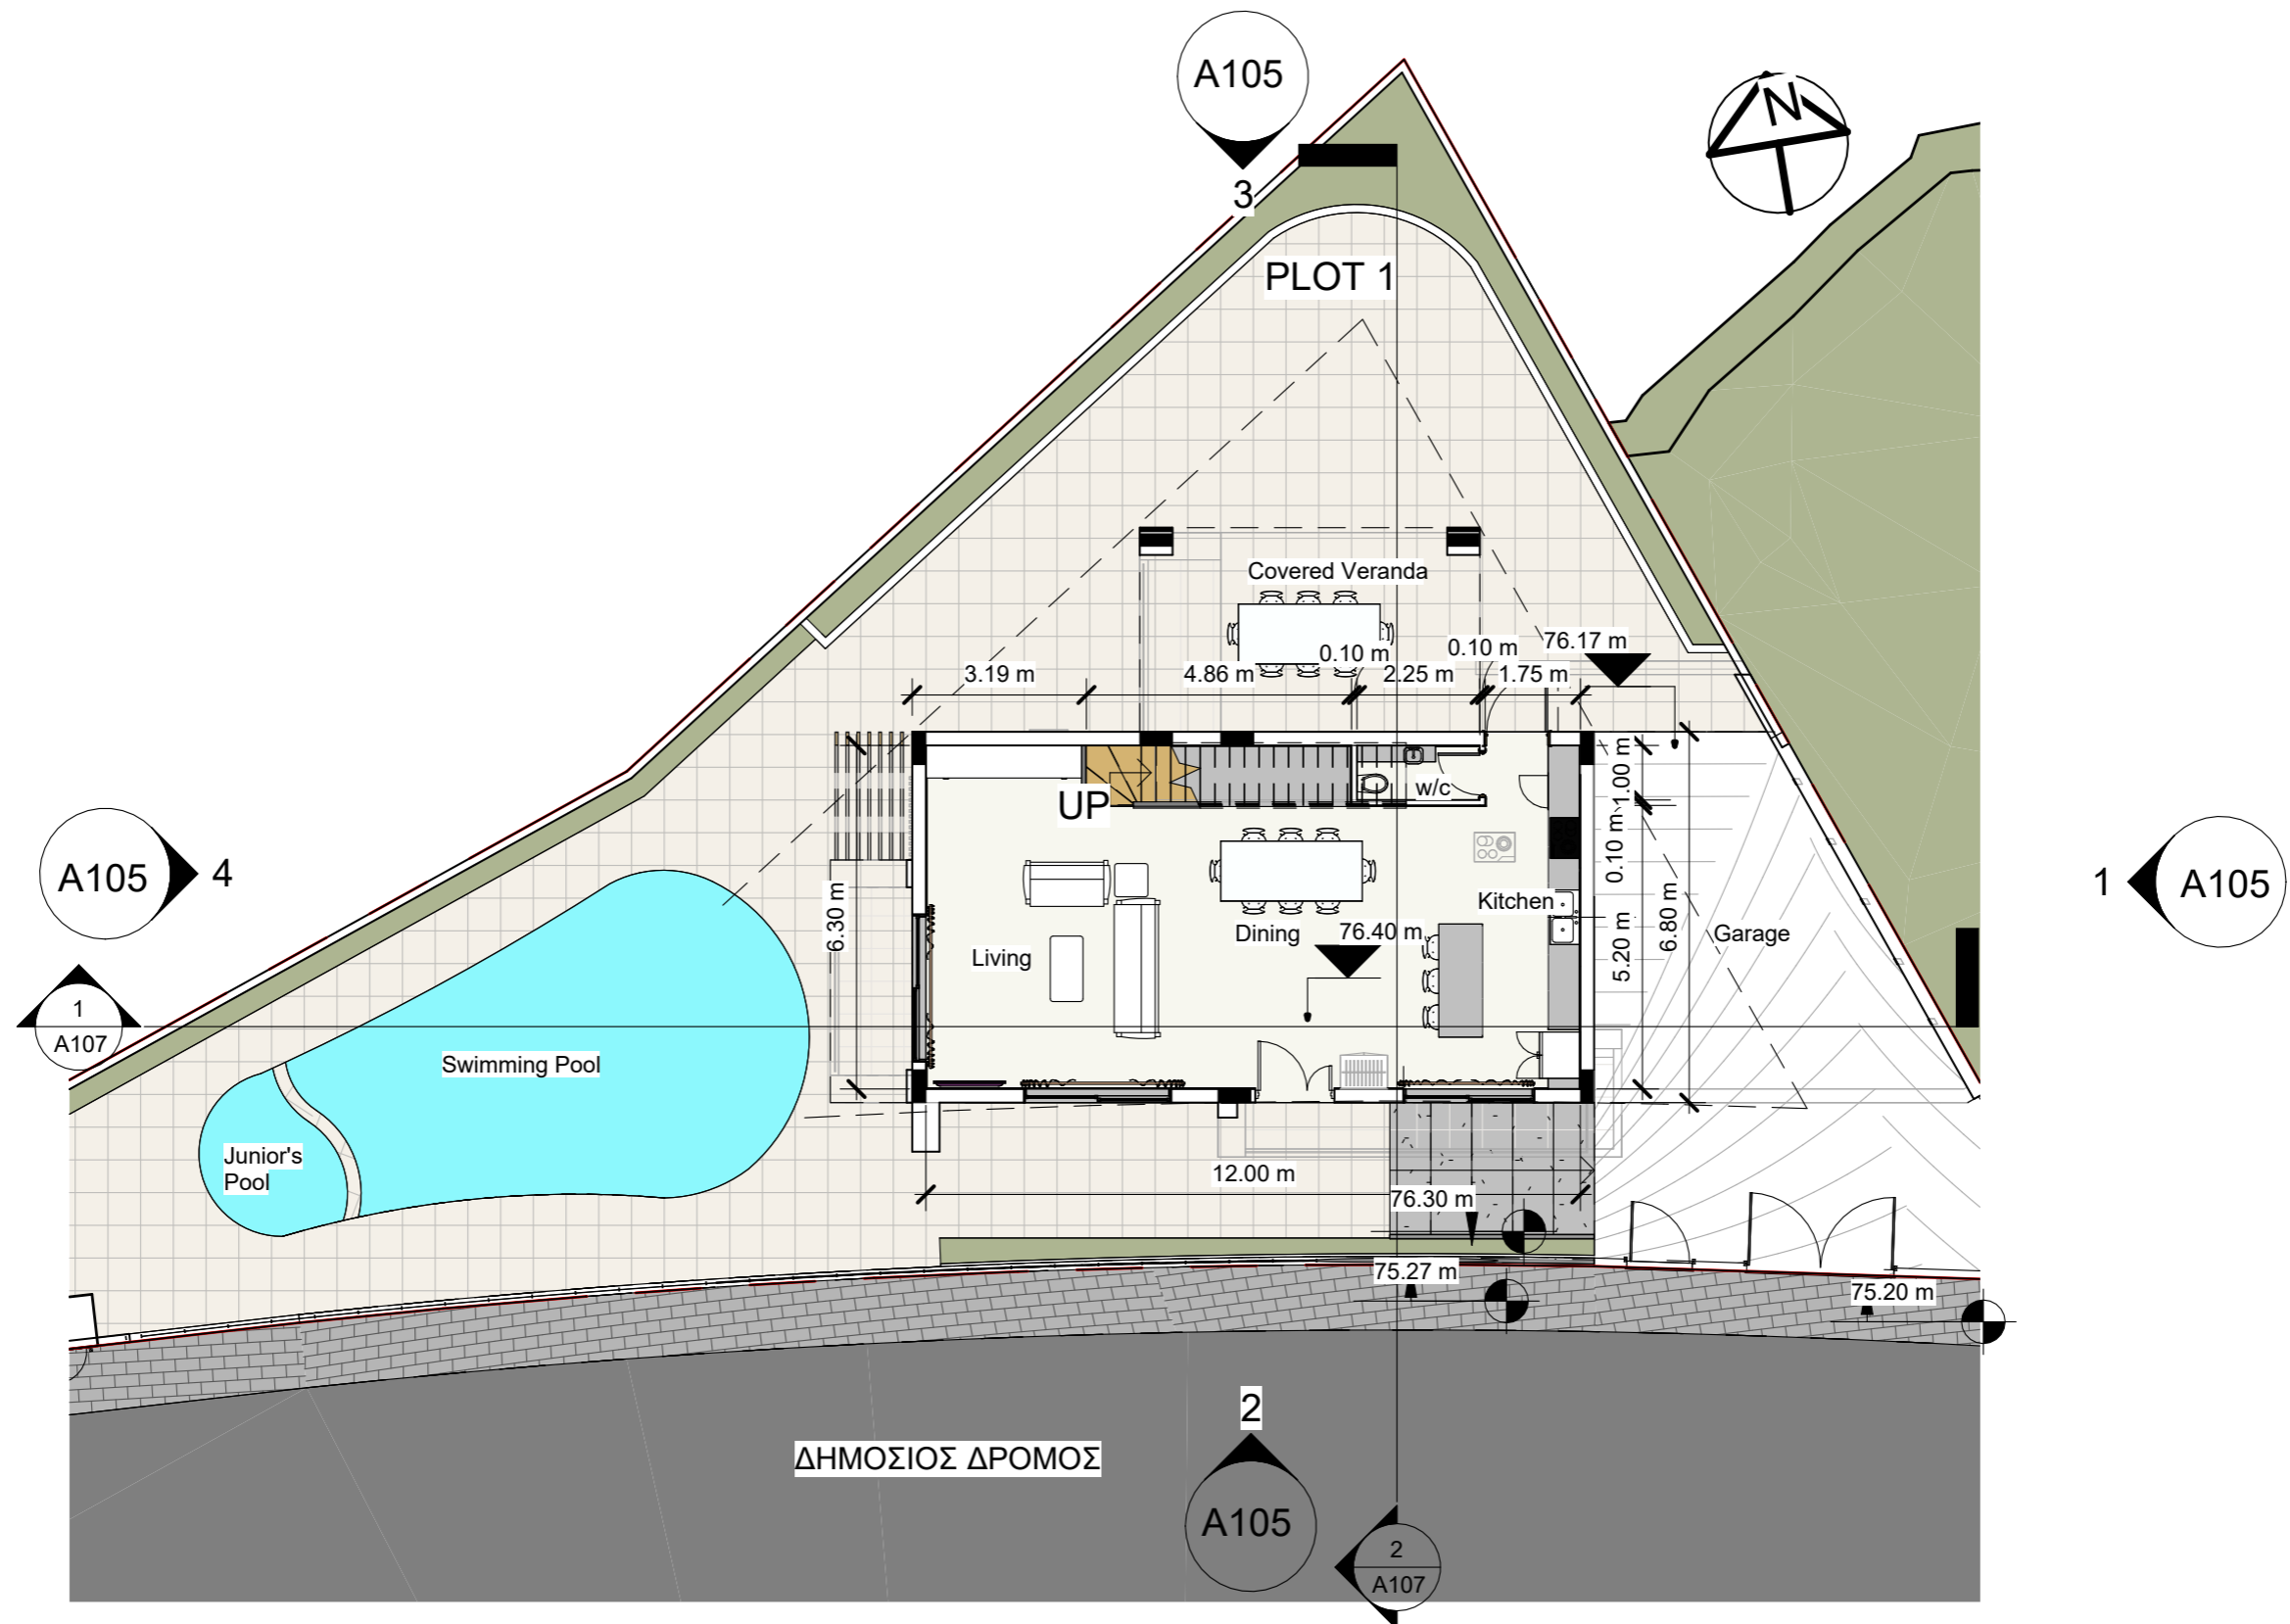 A105
3
N
PLOT 1
Covered Veranda
0.10 m
0.10 m
76.17 m
3.19 m
4.86 m
2.25 m
1.75 m
1.00 m
0.10 m
UP
w/c
A105
4
6.30 m
Kitchen
5.20 m
6.80 m
Garage
1
A105
Living
Dining
76.40 m
1
A107
Swimming Pool
Junior's
Pool
12.00 m
76.30 m
75.27 m
75.20 m
2
ΔΗΜΟΣΙΟΣ ΔΡΟΜΟΣ
A105
2
A107